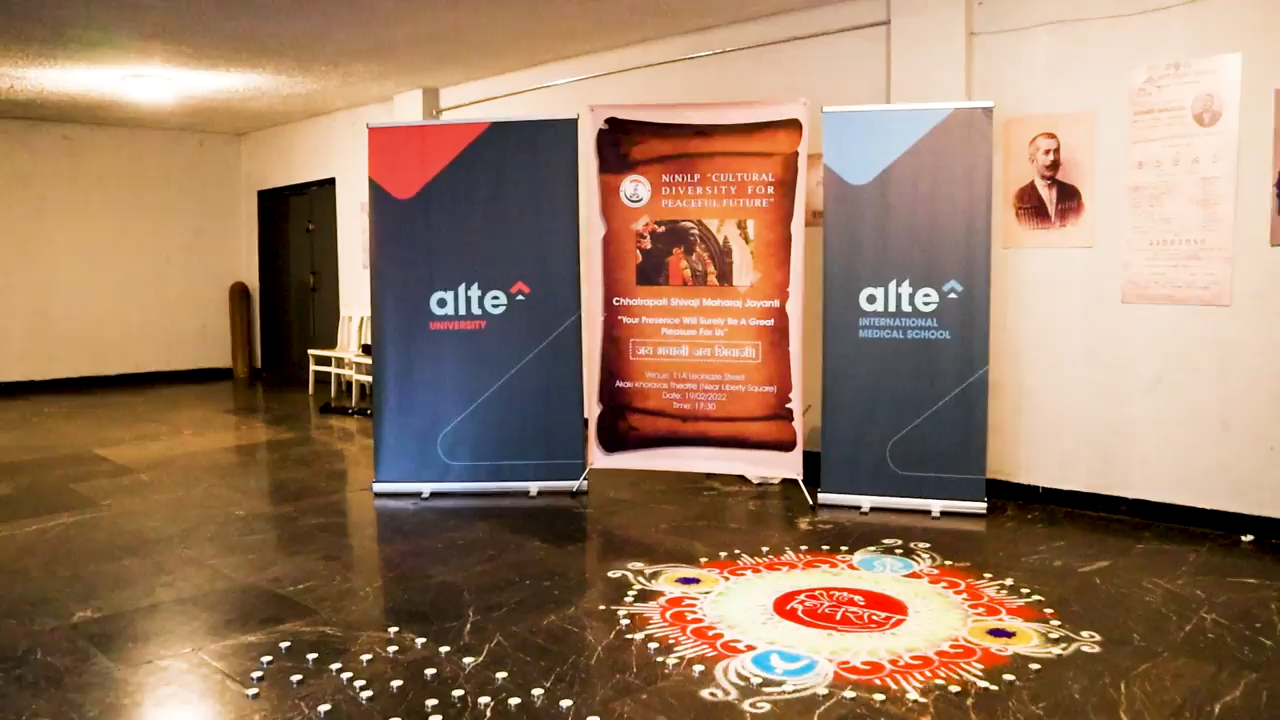 alte
UNIVERSITY
N(N)LP "CULTURAL
DIVERSITY FOR
PEACEFUL FUTURE"
Chhatrapati Shivaji Maharaj Jayanti
"Your Presence Will Surely Be A Great
Pleasure For Us"
जय भवानी जय शिवाजी।
Venue: 11A Leonidze Street
Akaki Khoravas Theatre (Near Liberty Square)
Date: 19/02/2022
Time: 17:30
alte
INTERNATIONAL
MEDICAL SCHOOL